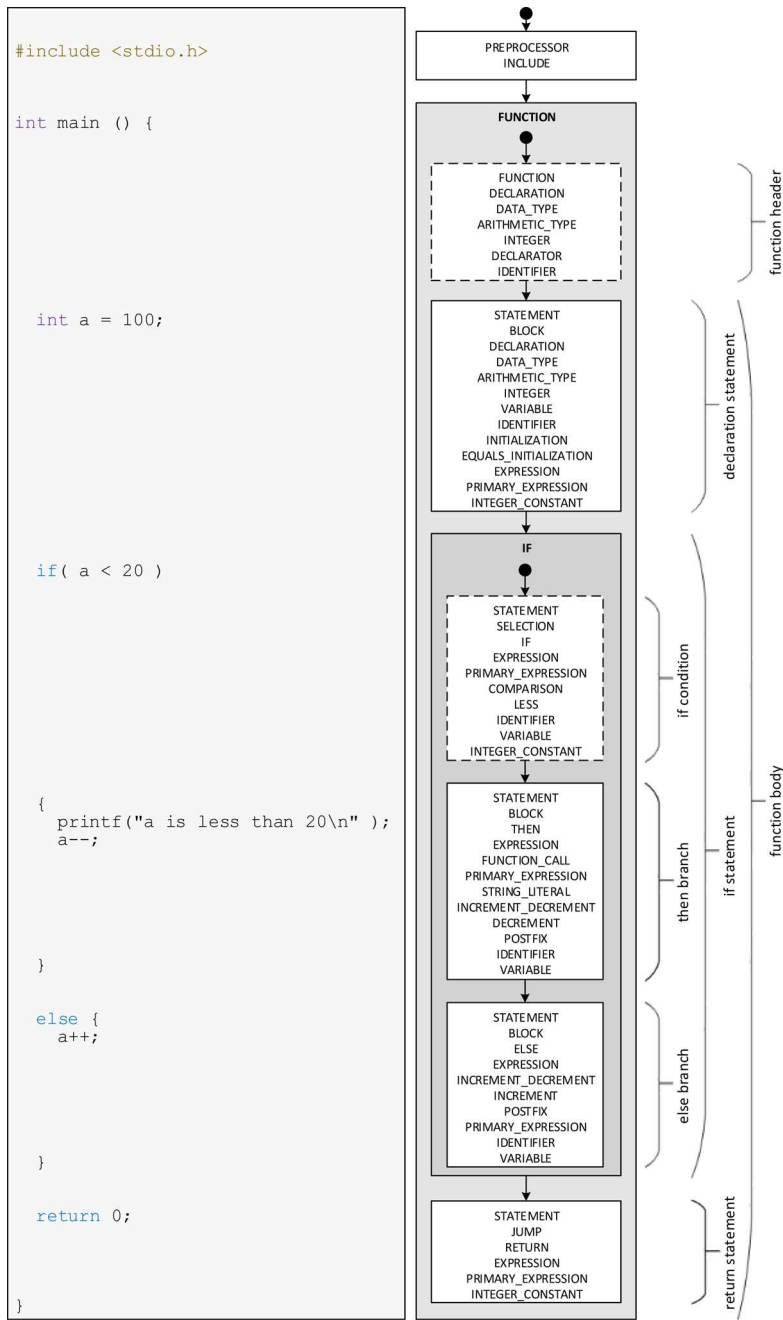 #include <stdio.h>
int main () {
int a = 100;
if( a < 20 )
{
printf("a is less than 20\n" );
a--;
}
else {
a++;
}
return 0;
}
PREPROCESSOR
INCLUDE
FUNCTION
FUNCTION
DECLARATION
DATA_TYPE
ARITHMETIC_TYPE
INTEGER
DECLARATOR
IDENTIFIER
STATEMENT
BLOCK
DECLARATION
DATA_TYPE
ARITHMETIC_TYPE
INTEGER
VARIABLE
IDENTIFIER
INITIALIZATION
EQUALS_INITIALIZATION
EXPRESSION
PRIMARY_EXPRESSION
INTEGER_CONSTANT
IF
STATEMENT
SELECTION
IF
EXPRESSION
PRIMARY_EXPRESSION
COMPARISON
LESS
IDENTIFIER
VARIABLE
INTEGER_CONSTANT
STATEMENT
BLOCK
THEN
EXPRESSION
FUNCTION_CALL
PRIMARY_EXPRESSION
STRING_LITERAL
INCREMENT_DECREMENT
DECREMENT
POSTFIX
IDENTIFIER
VARIABLE
STATEMENT
BLOCK
ELSE
EXPRESSION
INCREMENT_DECREMENT
INCREMENT
POSTFIX
PRIMARY_EXPRESSION
IDENTIFIER
VARIABLE
STATEMENT
JUMP
RETURN
EXPRESSION
PRIMARY_EXPRESSION
INTEGER_CONSTANT
function header
declaration statement
if condition
then branch
else branch
if statement
return statement
function body